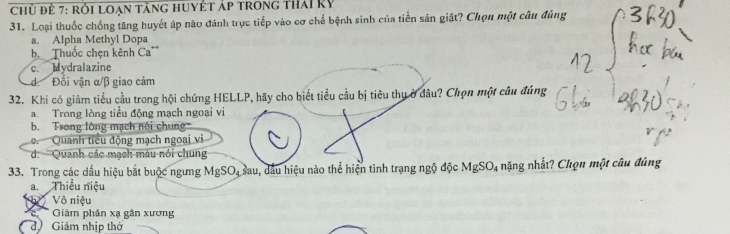 CHỦ ĐỀ 7: RỐI LOẠN TĂNG HUYẾT ÁP TRONG THAI KỲ
31. Loại thuốc chống tăng huyết áp nào đánh trực tiếp vào cơ chế bệnh sinh của tiền sản giật? Chọn một câu đúng
a. Alpha Methyl Dopa
b. Thuốc chẹn kênh Ca++
c. Hydralazine
d. Đối vận α/β giao cảm
3h30
học bài
12
8h30
32. Khi có giảm tiểu cầu trong hội chứng HELLP, hãy cho biết tiểu cầu bị tiêu thụ ở đâu? Chọn một câu đúng
a. Trong lòng tiểu động mạch ngoại vi
b. Trong lòng mạch nói chung
c. Quanh tiểu động mạch ngoại vi
d. Quanh các mạch máu nói chung
C
33. Trong các dấu hiệu bắt buộc ngưng MgSO4 sau, dấu hiệu nào thể hiện tình trạng ngộ độc MgSO4 nặng nhất? Chọn một câu đúng
a. Thiểu niệu
b. Vô niệu
c. Giảm phản xạ gân xương
d. Giảm nhịp thở